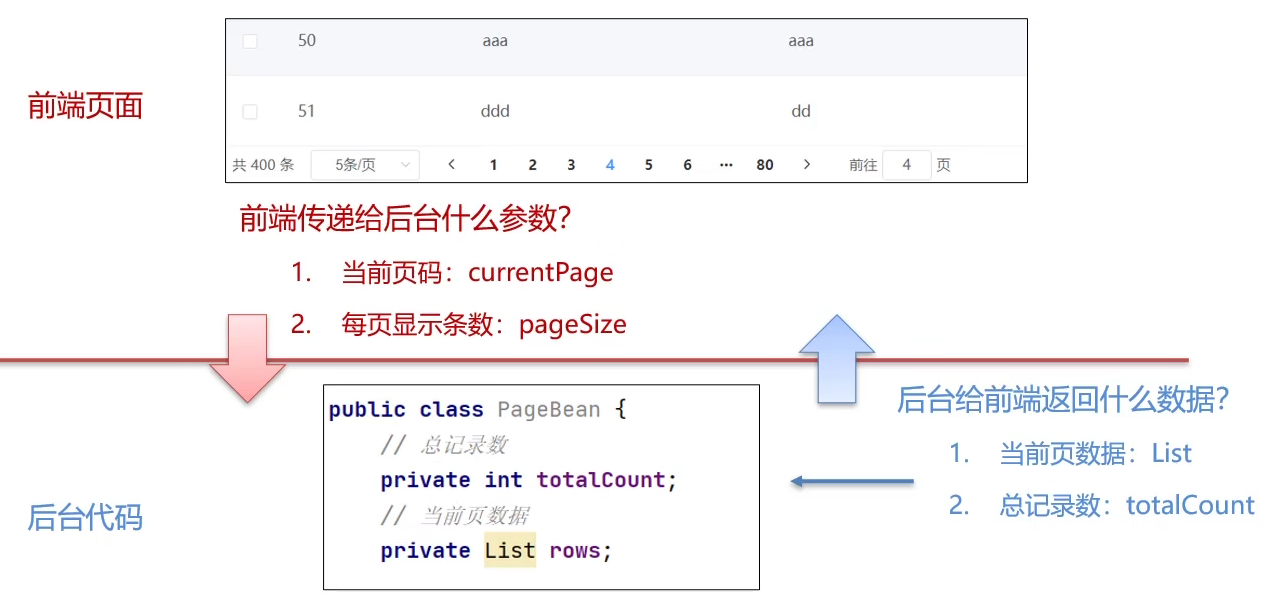 50 aaa aaa
前端页面
51 ddd dd
共 400 条 5条/页 < 1 2 3 4 5 6 ··· 80 > 前往 4 页
前端传递给后台什么参数？
1. 当前页码：currentPage
2. 每页显示条数：pageSize
后台给前端返回什么数据？
1. 当前页数据：List
2. 总记录数：totalCount
后台代码
public class PageBean {
// 总记录数
private int totalCount;
// 当前页数据
private List rows;